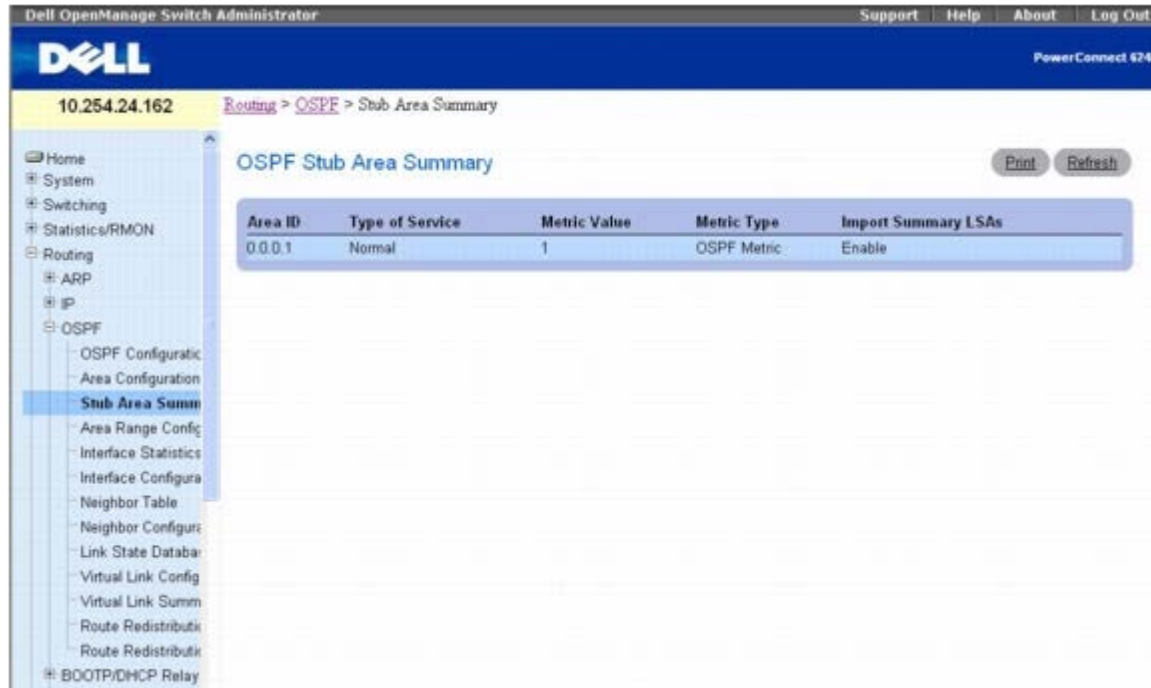 Dell OpenManage Switch Administrator Support Help About Log Out
DELL
PowerConnect 624
10.254.24.162
Routing > OSPF > Stub Area Summary
Home
System
Switching
Statistics/RMON
Routing
ARP
IP
OSPF
OSPF Configuratic
Area Configuration
Stub Area Summ
Area Range Config
Interface Statistics
Interface Configura
Neighbor Table
Neighbor Configura
Link State Databa
Virtual Link Config
Virtual Link Summ
Route Redistributi
Route Redistributi
BOOTP/DHCP Relay
OSPF Stub Area Summary
Print Refresh
Area ID Type of Service Metric Value Metric Type Import Summary LSAs
0.0.0.1 Normal 1 OSPF Metric Enable